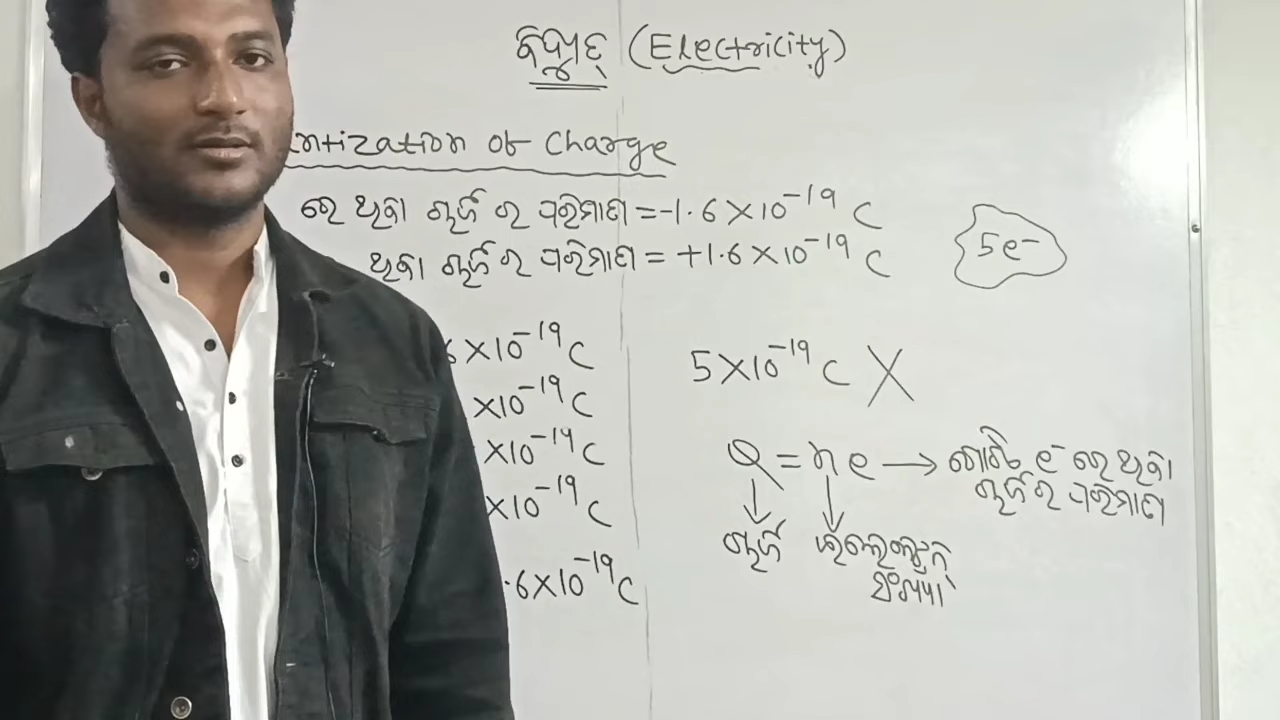 ବିଦ୍ୟୁତ୍ (Electricity)
ntization of Charge
ରେ ଥିବା ଚାର୍ଜ ର ପରିମାଣ = -1.6 × 10⁻¹⁹ C
ଥିବା ଚାର୍ଜ ର ପରିମାଣ = +1.6 × 10⁻¹⁹ C
5e⁻
6 × 10⁻¹⁹ C
× 10⁻¹⁹ C
× 10⁻¹⁹ C
× 10⁻¹⁹ C
.6 × 10⁻¹⁹ C
5 × 10⁻¹⁹ C ✗
Q = n e → ଗୋଟିଏ e⁻ ରେ ଥିବା
ଚାର୍ଜ ର ପରିମାଣ
ଚାର୍ଜ ଇଲେକ୍ଟ୍ରନ୍
ସଂଖ୍ୟା